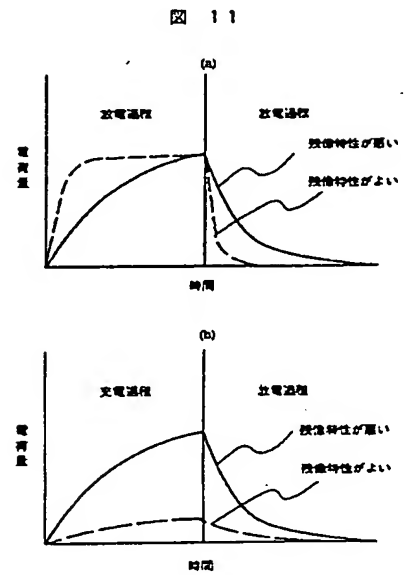 図 11
(a)
放電過程 放電過程
電荷量
残像特性が悪い
残像特性がよい
時間
(b)
充電過程 放電過程
電荷量
残像特性が悪い
残像特性がよい
時間